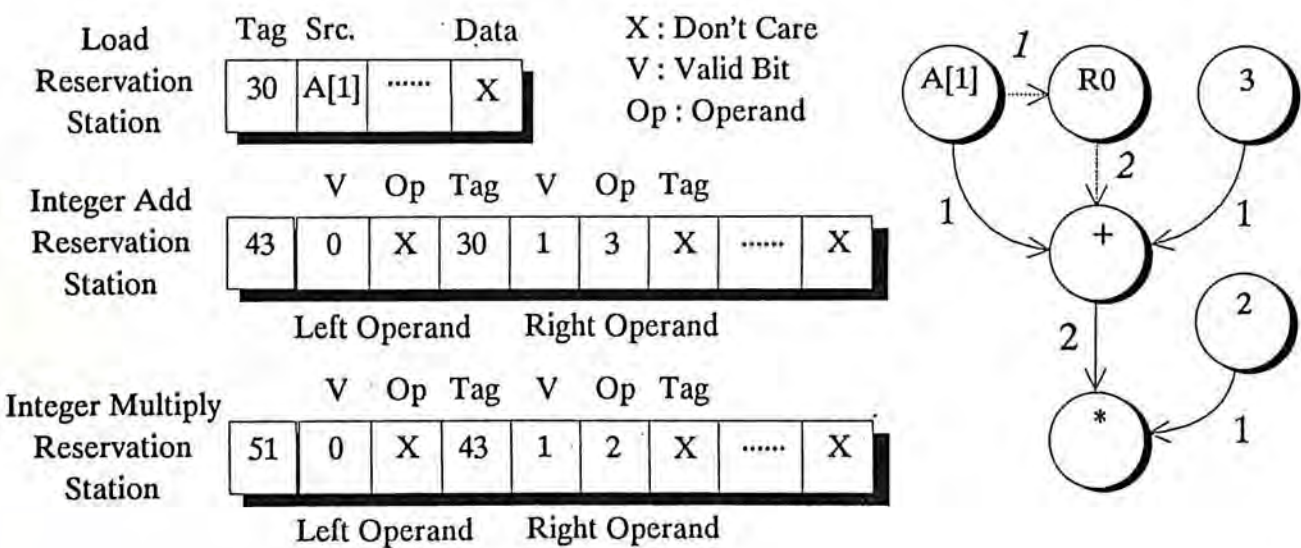 Load Reservation Station
Tag Src. Data
30 A[1] ...... X
X : Don't Care
V : Valid Bit
Op : Operand
Integer Add Reservation Station
V Op Tag V Op Tag
43 0 X 30 1 3 X ...... X
Left Operand Right Operand
Integer Multiply Reservation Station
V Op Tag V Op Tag
51 0 X 43 1 2 X ...... X
Left Operand Right Operand
A[1] 1 R0 3
2
1 + 1
2 2
* 1